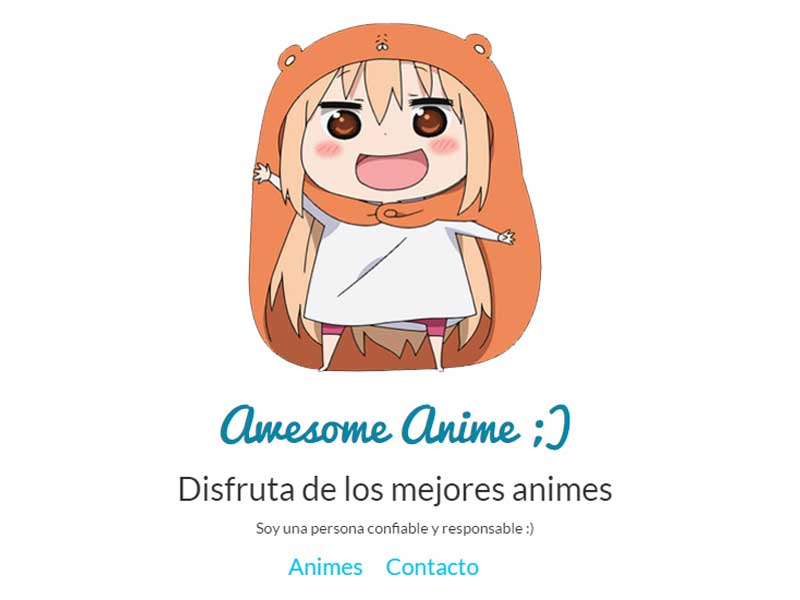 Awesome Anime ;)
Disfruta de los mejores animes
Soy una persona confiable y responsable :)
Animes Contacto